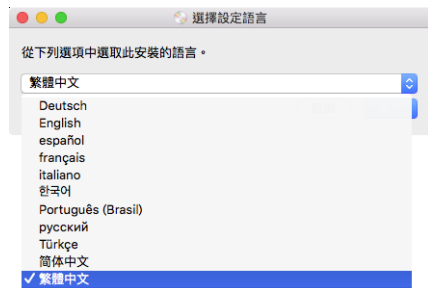 選擇設定語言
從下列選項中選取此安裝的語言。
繁體中文
Deutsch
English
español
français
italiano
한국어
Português (Brasil)
русский
Türkçe
简体中文
✓ 繁體中文